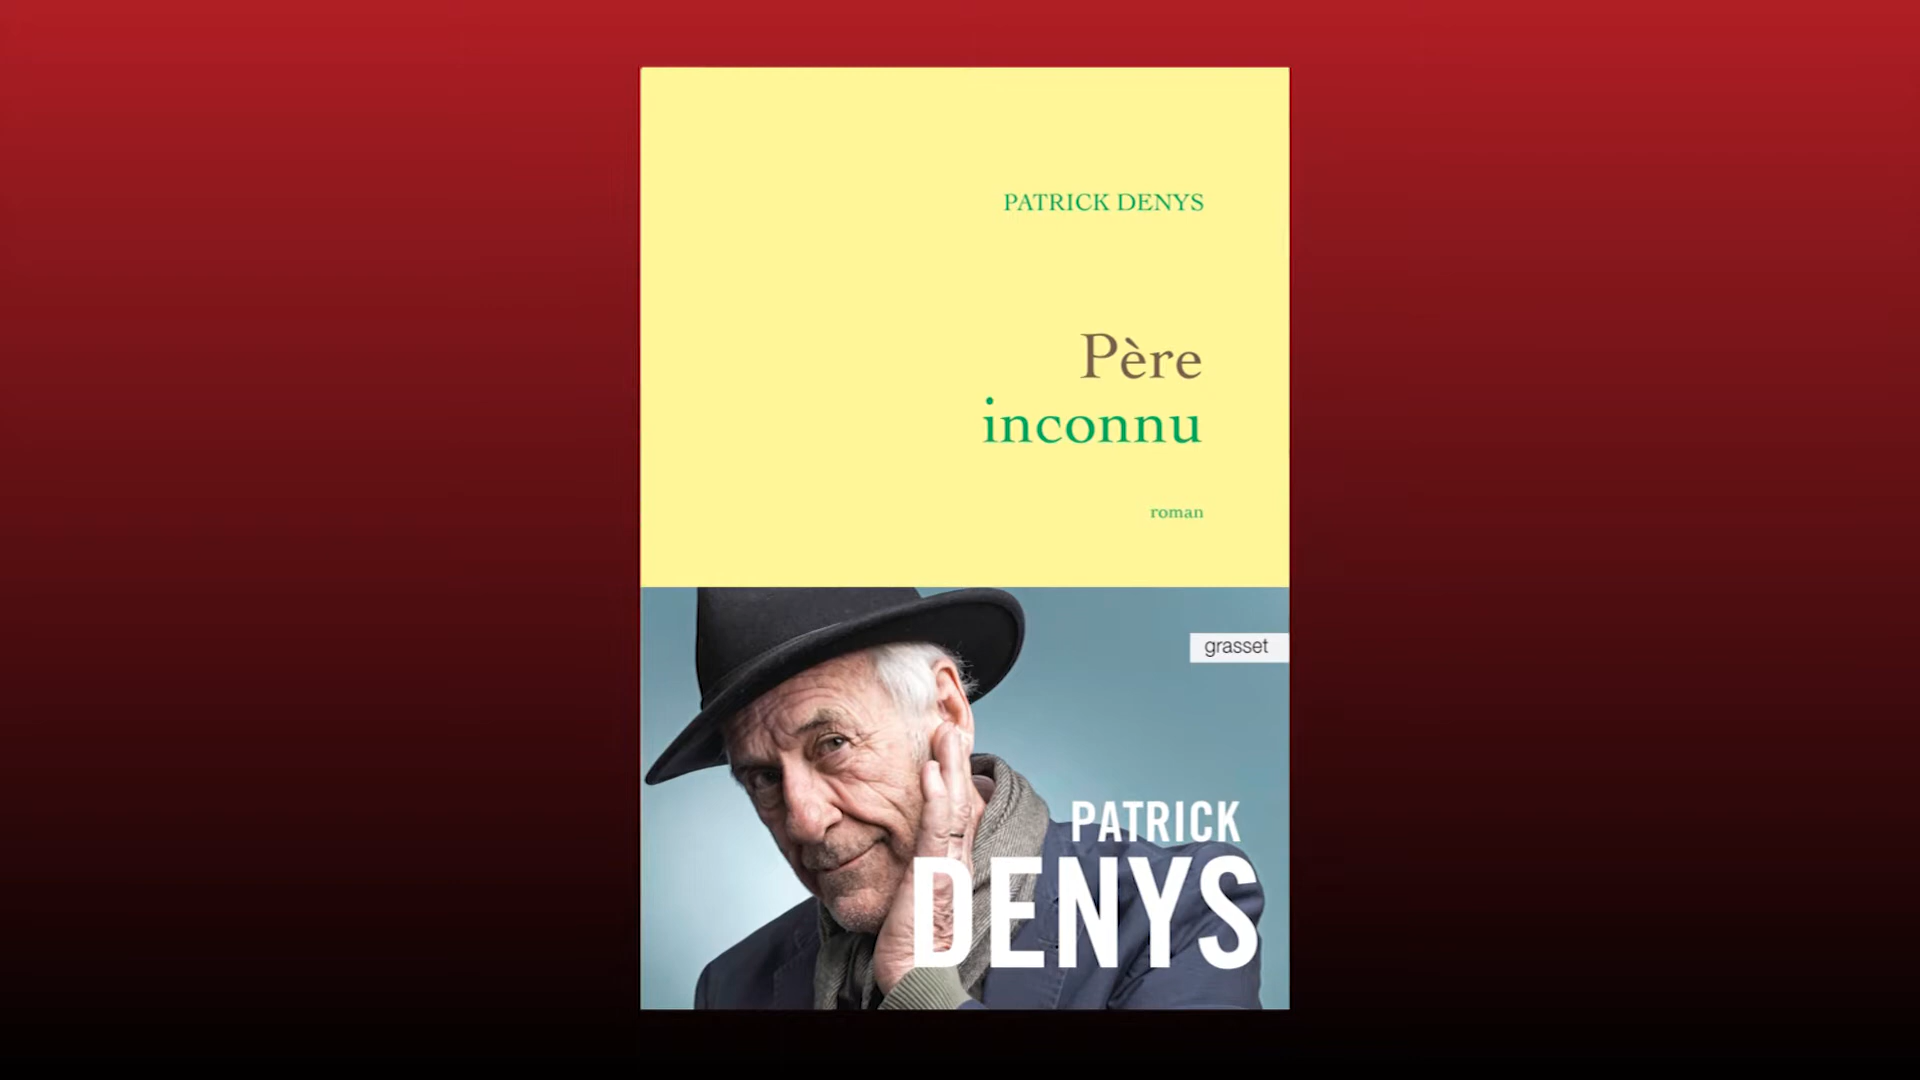 PATRICK DENYS
Père
inconnu
roman
grasset
PATRICK
DENYS